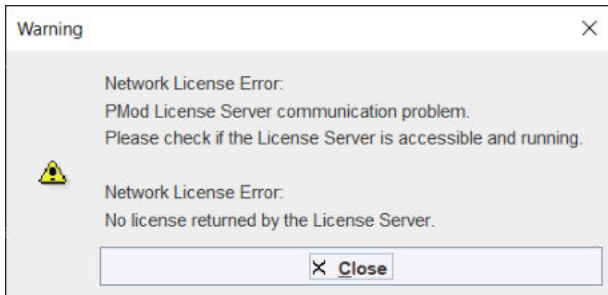 Warning
Network License Error:
PMod License Server communication problem.
Please check if the License Server is accessible and running.
Network License Error:
No license returned by the License Server.
Close